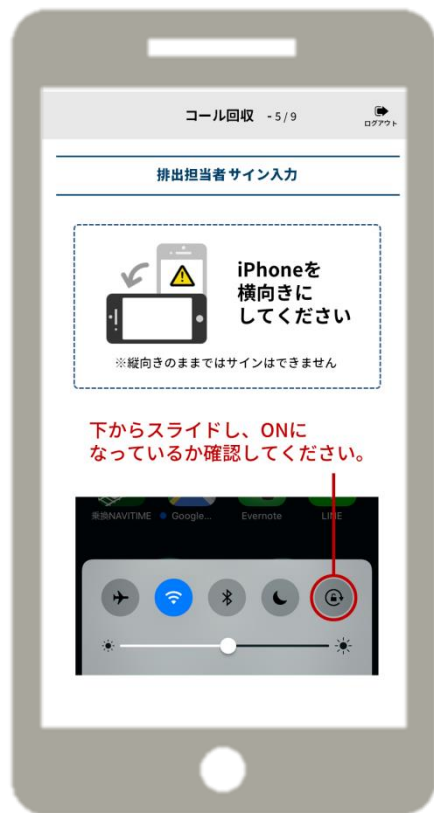 コール回収 - 5 / 9
ログアウト
排出担当者サイン入力
iPhoneを
横向きに
してください
※縦向きのままではサインはできません
下からスライドし、ONに
なっているか確認してください。
乗換NAVITIME Google... Evernote LINE